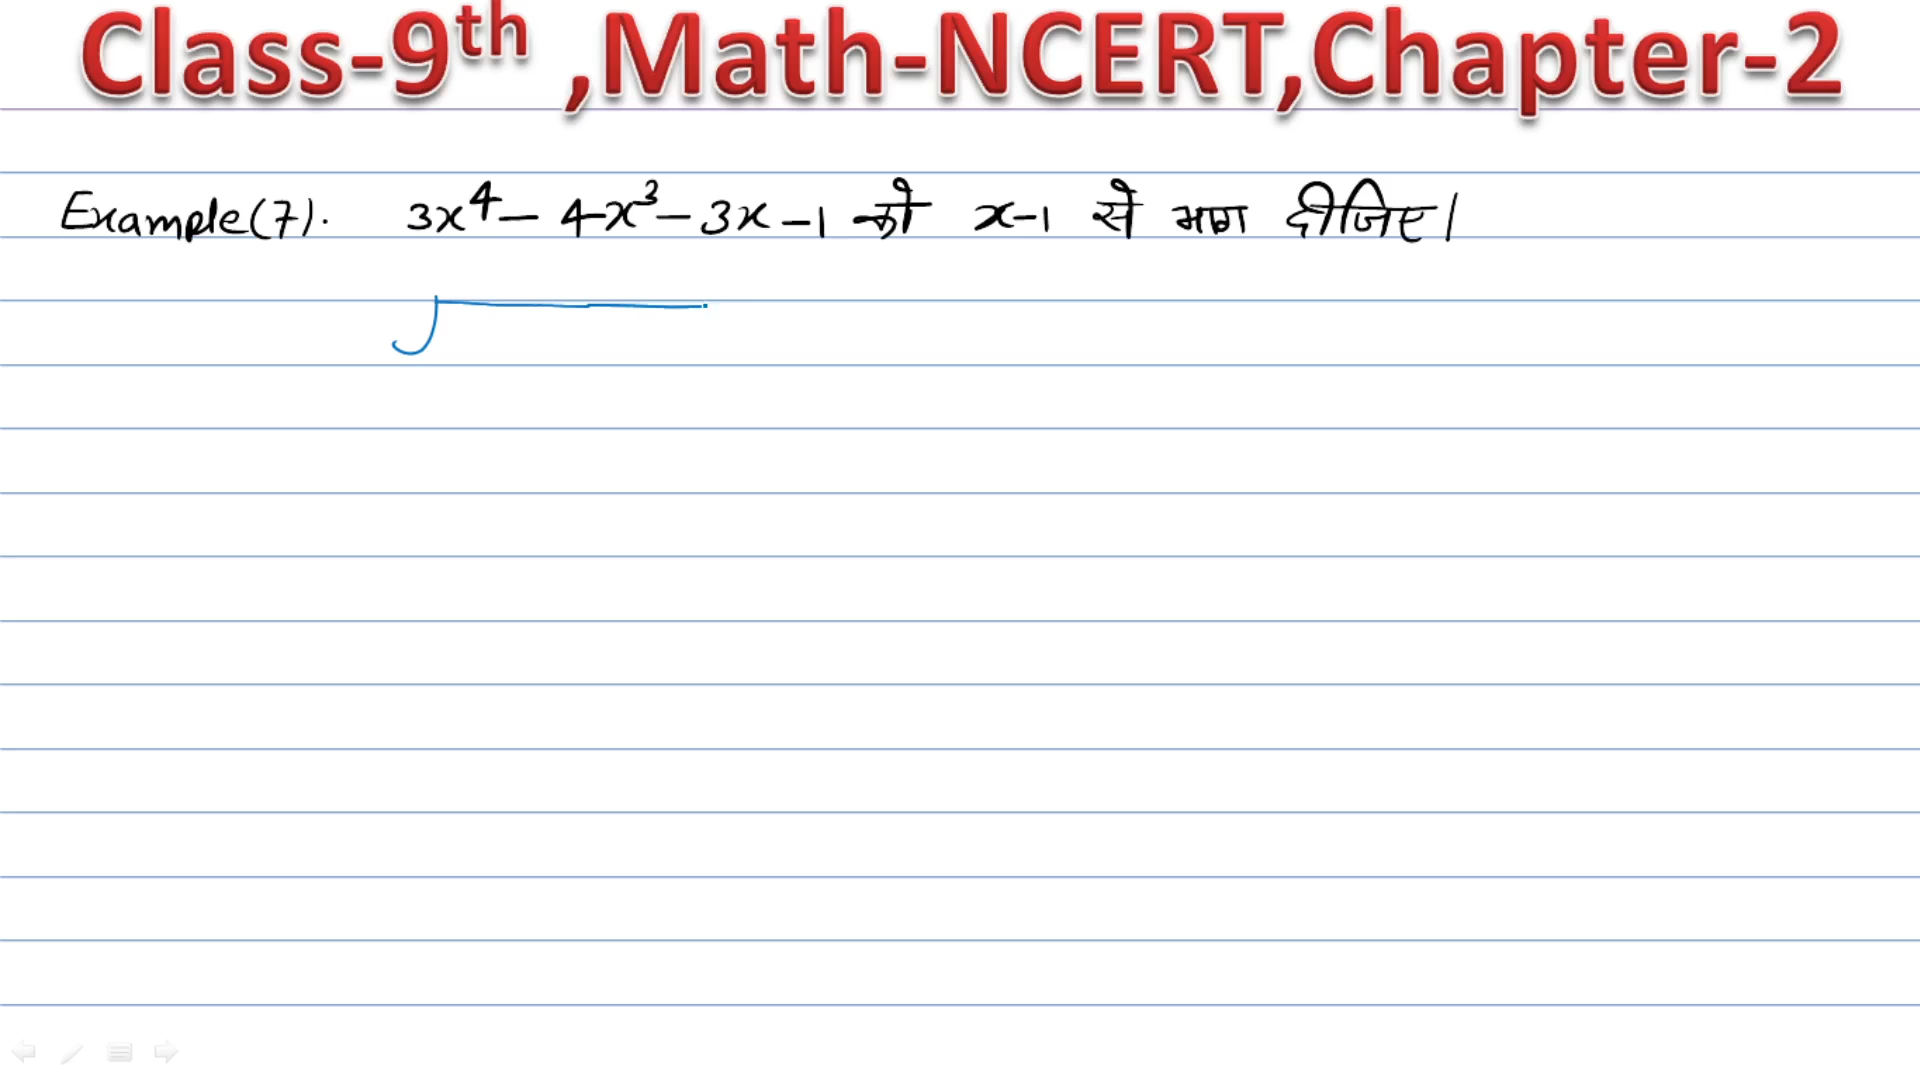 Class-9th ,Math-NCERT,Chapter-2
Example(7). 3x⁴ - 4x³ - 3x - 1 को x-1 से भाग दीजिए।